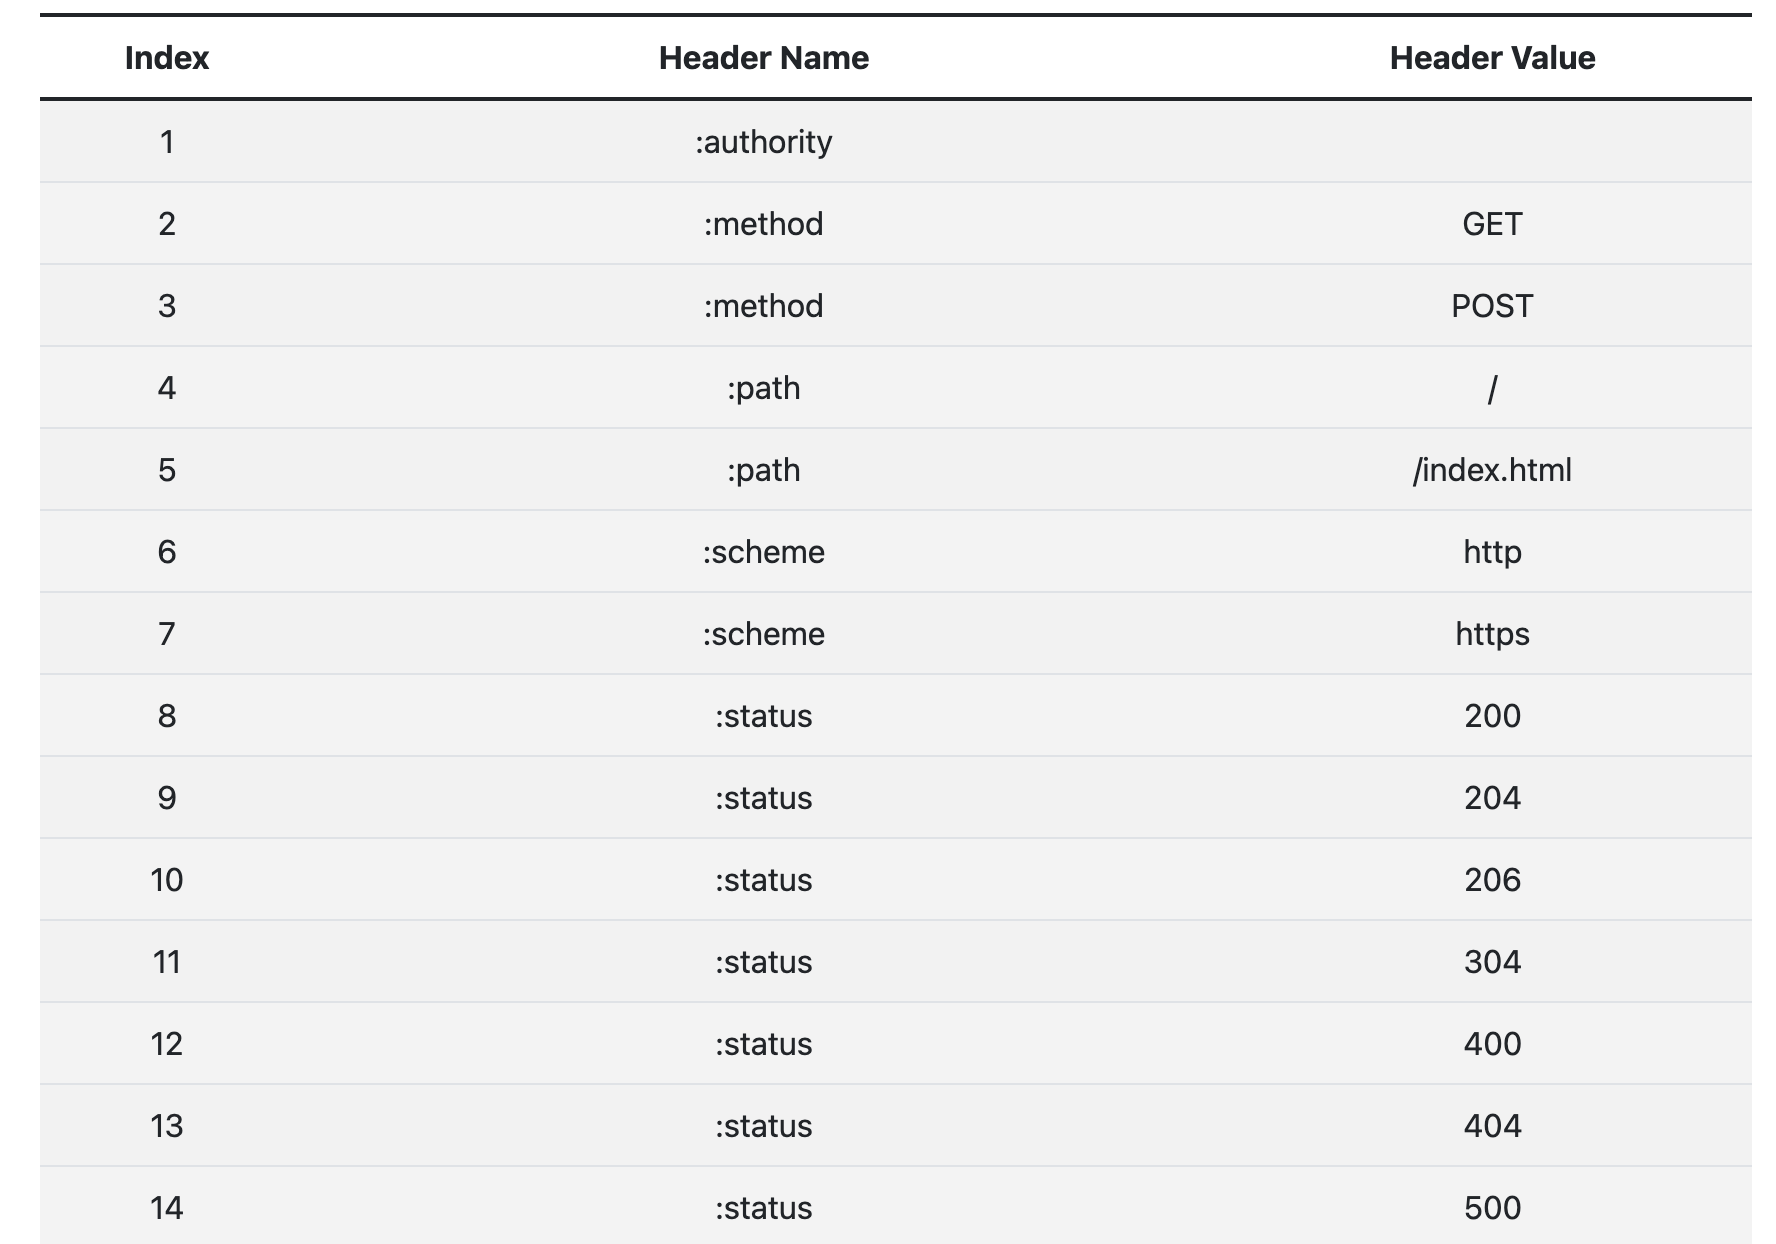 Index Header Name Header Value
1 :authority
2 :method GET
3 :method POST
4 :path /
5 :path /index.html
6 :scheme http
7 :scheme https
8 :status 200
9 :status 204
10 :status 206
11 :status 304
12 :status 400
13 :status 404
14 :status 500